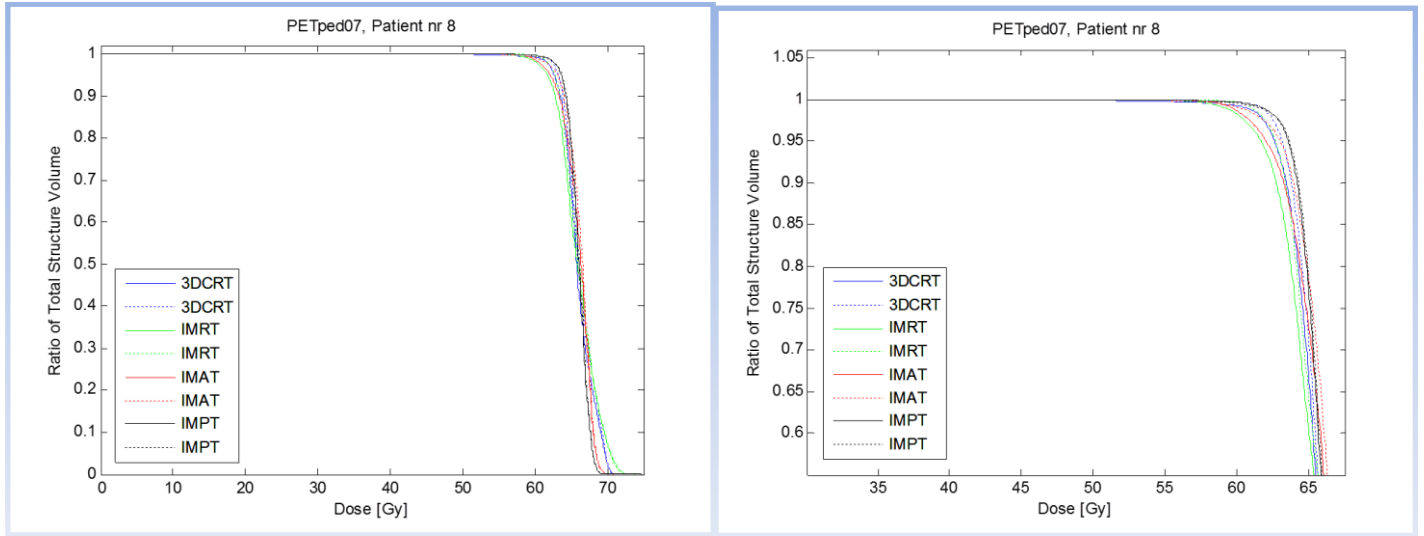 PETped07, Patient nr 8
1
0.9
0.8
0.7
0.6
0.5
0.4
0.3
0.2
0.1
0
Ratio of Total Structure Volume
3DCRT
3DCRT
IMRT
IMRT
IMAT
IMAT
IMPT
IMPT
0 10 20 30 40 50 60 70
Dose [Gy]
PETped07, Patient nr 8
1.05
1
0.95
0.9
0.85
0.8
0.75
0.7
0.65
0.6
Ratio of Total Structure Volume
3DCRT
3DCRT
IMRT
IMRT
IMAT
IMAT
IMPT
IMPT
35 40 45 50 55 60 65
Dose [Gy]